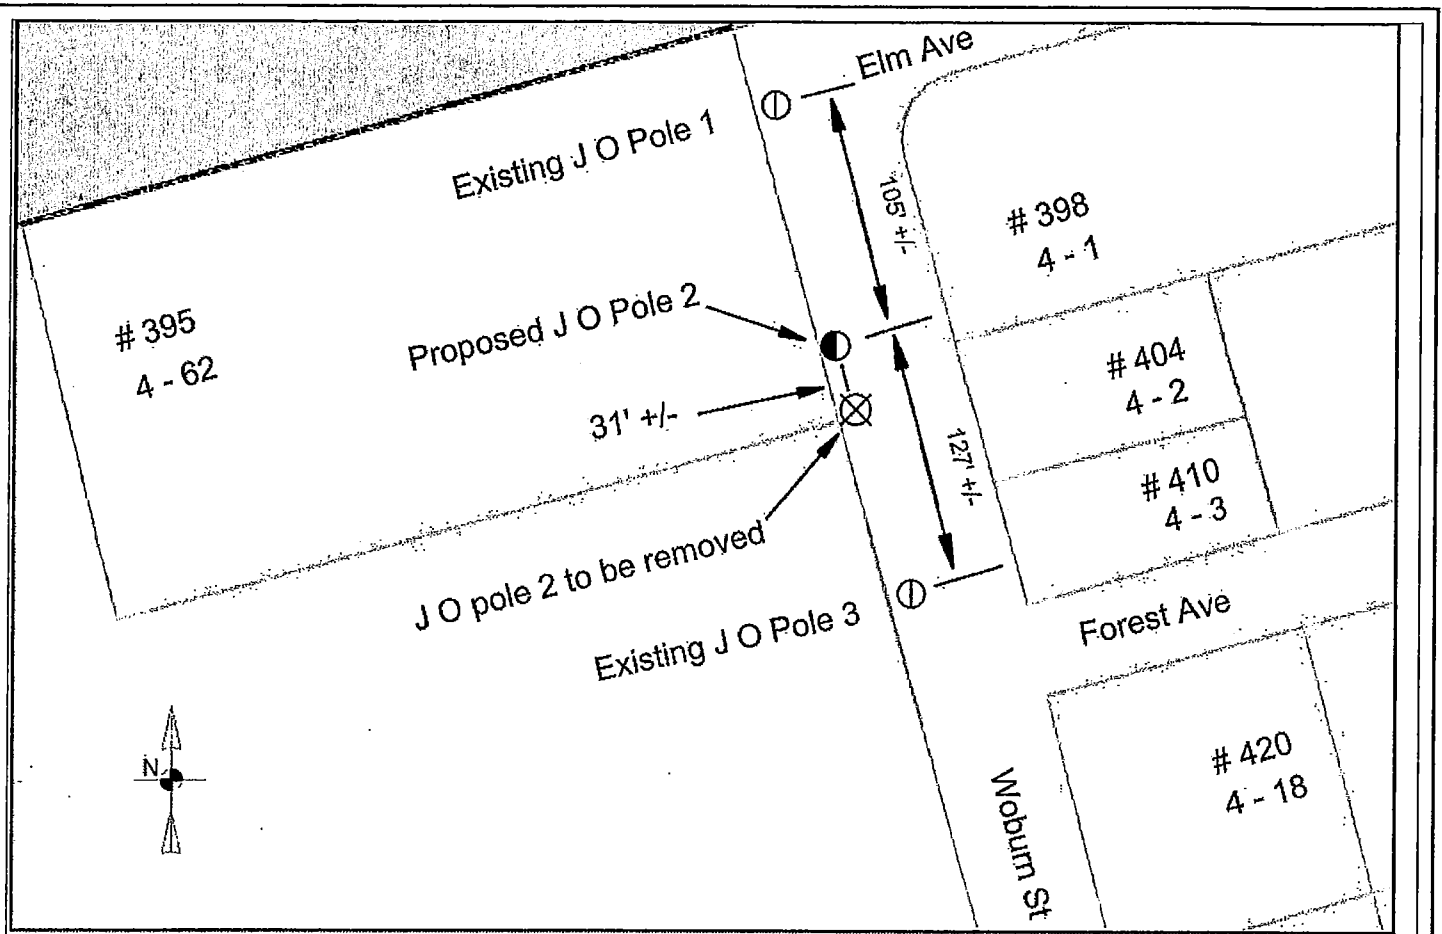 Elm Ave
Existing J O Pole 1
105' +/-
# 398
4 - 1
# 395
4 - 62
Proposed J O Pole 2
# 404
4 - 2
31' +/-
127' +/-
# 410
4 - 3
J O pole 2 to be removed
Existing J O Pole 3
Forest Ave
N
# 420
4 - 18
Woburn St